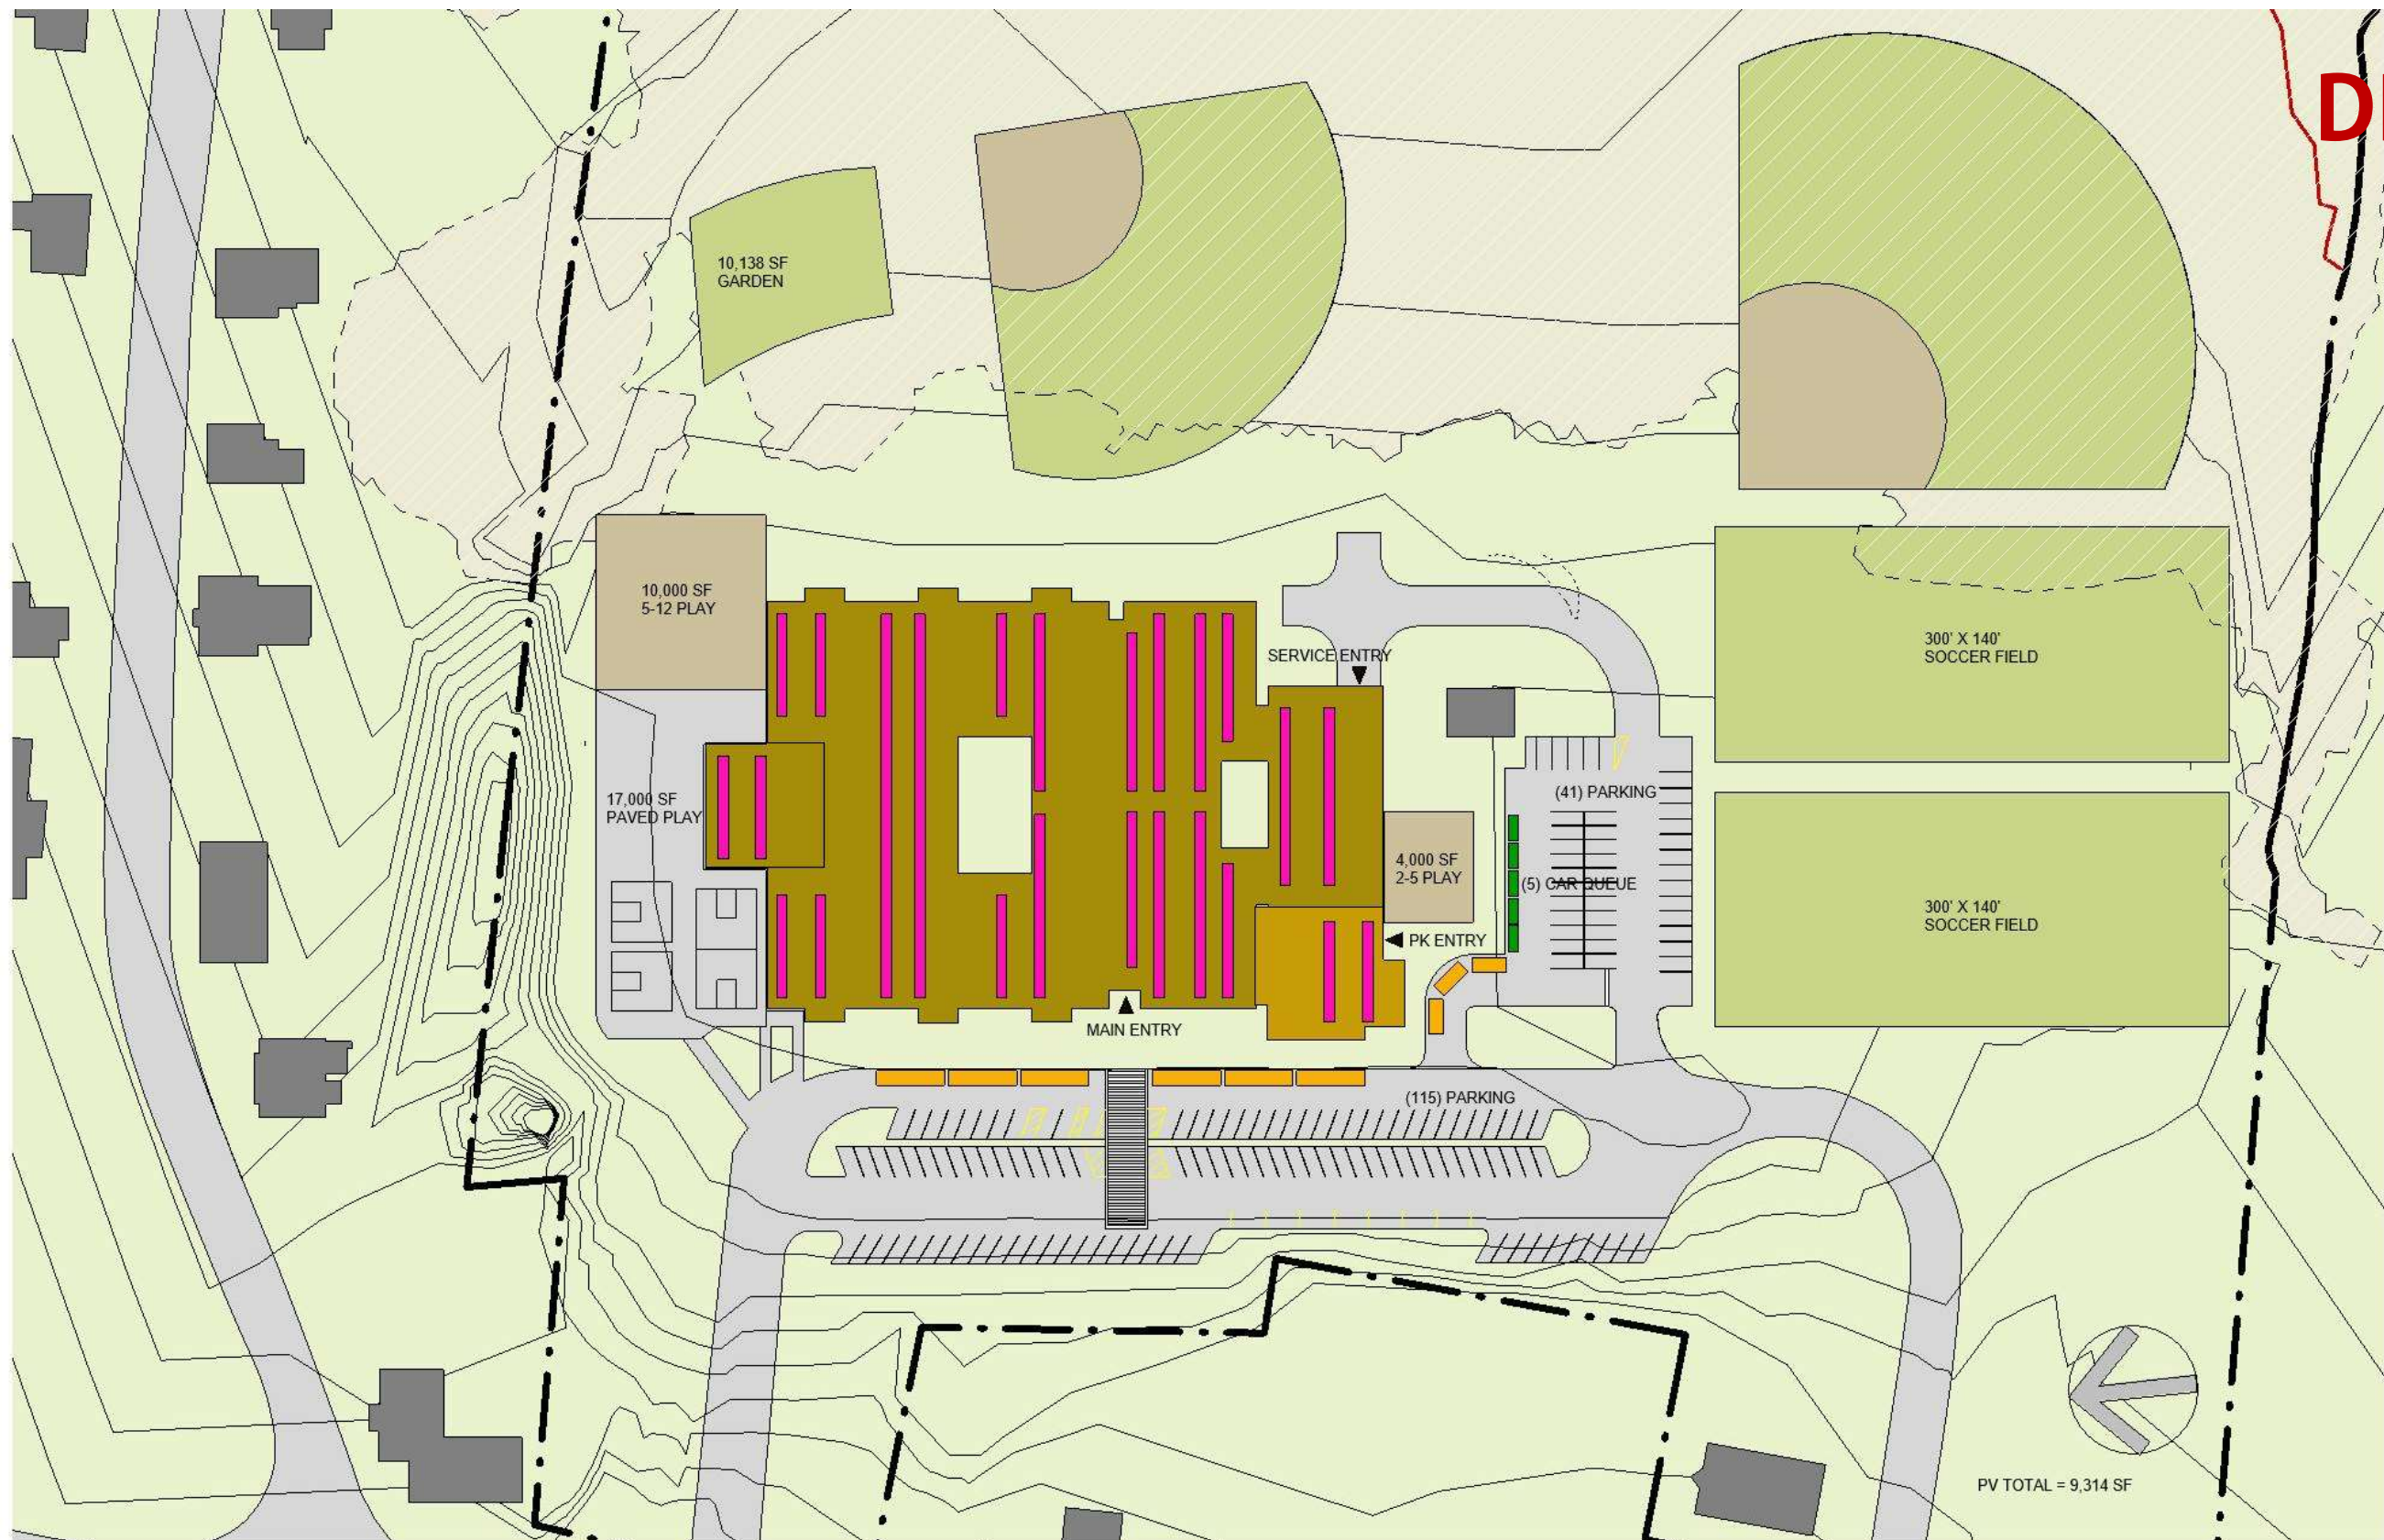 10,138 SF
GARDEN
10,000 SF
5-12 PLAY
300' X 140'
SOCCER FIELD
SERVICE ENTRY
17,000 SF
PAVED PLAY
(41) PARKING
4,000 SF
2-5 PLAY
(5) CAR QUEUE
300' X 140'
SOCCER FIELD
PK ENTRY
MAIN ENTRY
(115) PARKING
PV TOTAL = 9,314 SF